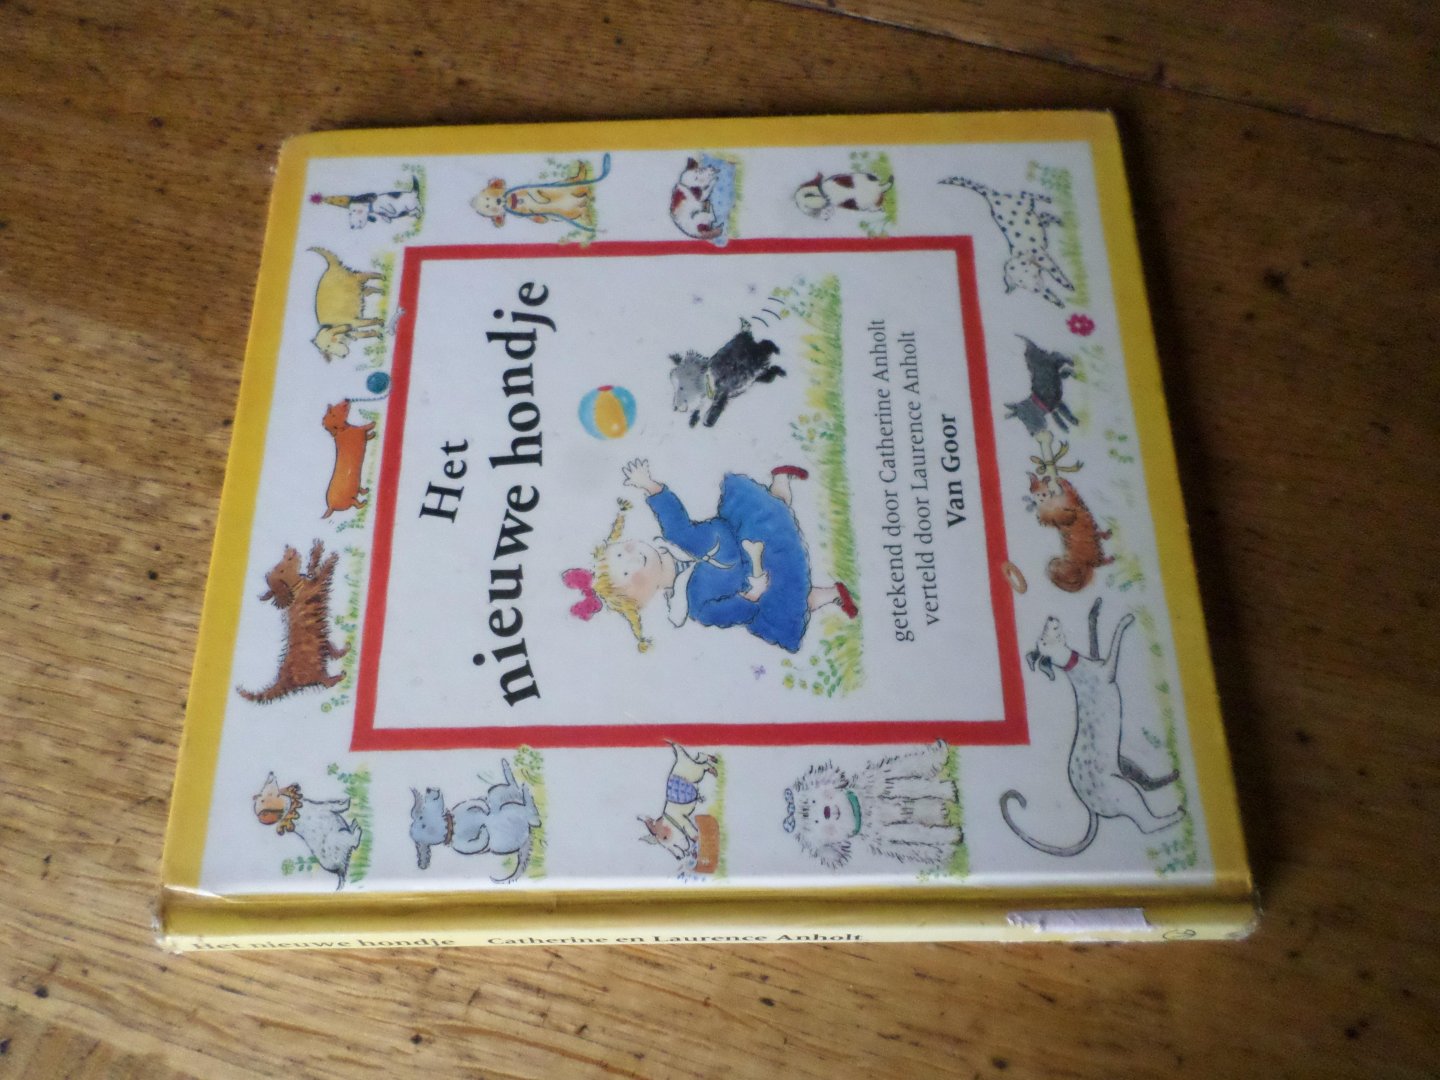 Het
nieuwe hondje
getekend door Catherine Anholt
verteld door Laurence Anholt
Van Goor
Het nieuwe hondje Catherine en Laurence Anholt